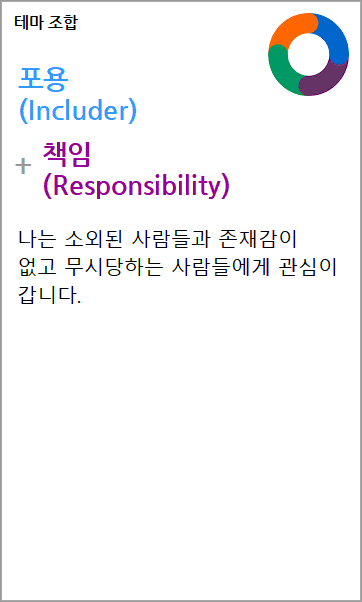 테마 조합
포용
(Includer)
+ 책임
(Responsibility)
나는 소외된 사람들과 존재감이
없고 무시당하는 사람들에게 관심이
갑니다.